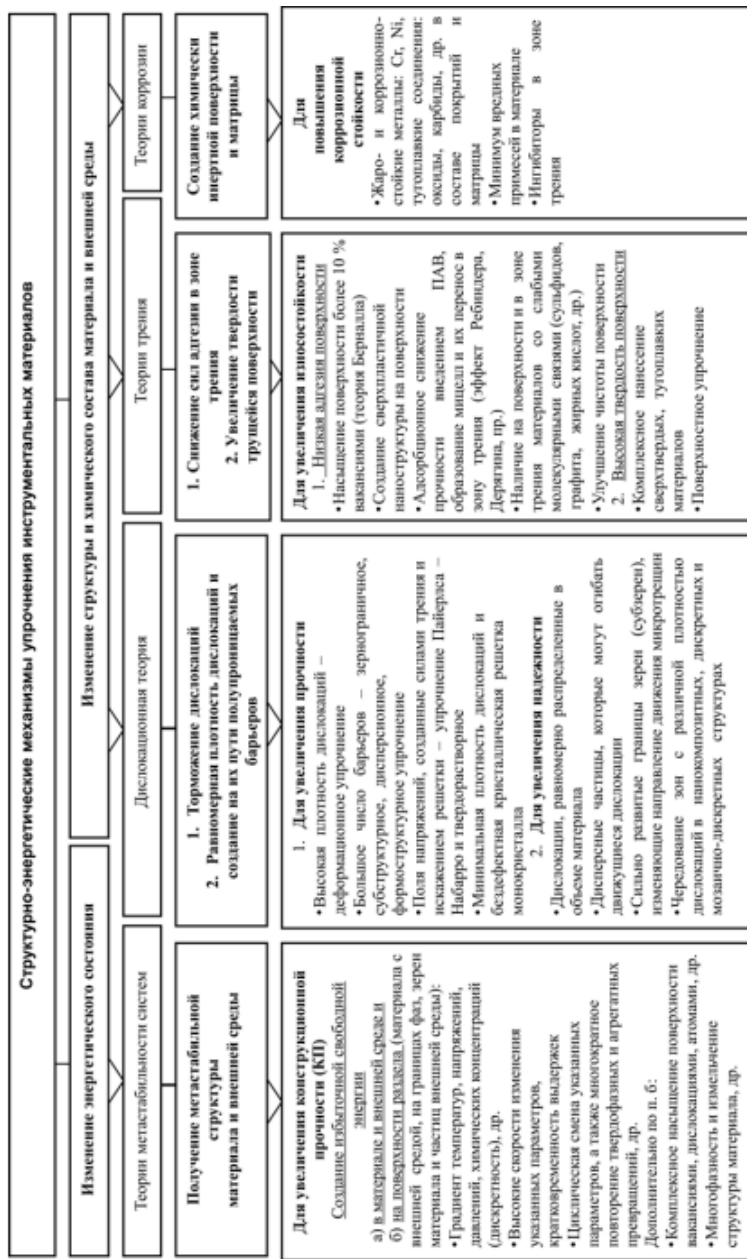 Структурно-энергетические механизмы упрочнения инструментальных материалов
Изменение энергетического состояния
Изменение структуры и химического состава материала и внешней среды
Теории метастабильности систем
Дислокационная теория
Теории трения
Теории коррозии
Получение метастабильной
структуры
материала и внешней среды
1. Торможение дислокаций
2. Равномерная плотность дислокаций и
создание на их пути полупроницаемых
барьеров
1. Снижение сил адгезии в зоне
трения
2. Увеличение твердости
трущейся поверхности
Создание химически
инертной поверхности
и матрицы
Для увеличения конструкционной
прочности (КП)
Создание избыточной свободной
энергии
а) в материале и внешней среде и
б) на поверхности раздела (материала с
внешней средой, на границах фаз, зерен
материала и частиц внешней среды):
•Градиент температур, напряжений,
давлений, химических концентраций
(дискретность), др.
•Высокие скорости изменения
указанных параметров,
кратковременность выдержек
•Циклическая смена указанных
параметров, а также многократное
повторение твердофазных и агрегатных
превращений, др.
Дополнительно по п. б:
•Комплексное насыщение поверхности
вакансиями, дислокациями, атомами, др.
•Многофазность и измельчение
структуры материала, др.
1. Для увеличения прочности
•Высокая плотность дислокаций –
деформационное упрочнение
•Большое число барьеров – зернограничное,
субструктурное, дисперсионное,
формоструктурное упрочнение
•Поля напряжений, созданные силами трения и
искажением решетки – упрочнение Пайерлса –
Набарро и твердорастворное
•Минимальная плотность дислокаций и
бездефектная кристаллическая решетка
монокристалла
2. Для увеличения надежности
•Дислокации, равномерно распределенные в
объеме материала
•Дисперсные частицы, которые могут огибать
движущиеся дислокации
•Сильно развитые границы зерен (субзерен),
изменяющие направление движения микротрещин
•Чередование зон с различной плотностью
дислокаций в нанокомпозитных, дискретных и
мозаично-дискретных структурах
Для увеличения износостойкости
1. Низкая адгезия поверхности
•Насыщение поверхности более 10 %
вакансиями (теория Бернала)
•Создание сверхпластичной
наноструктуры на поверхности
•Адсорбционное снижение
прочности введением ПАВ,
образование мицелл и их перенос в
зону трения (эффект Ребиндера,
Дерягина, пр.)
•Наличие на поверхности и в зоне
трения материалов со слабыми
молекулярными связями (сульфидов,
графита, жирных кислот, др.)
•Улучшение чистоты поверхности
2. Высокая твердость поверхности
•Комплексное нанесение
сверхтвердых, тугоплавких
материалов
•Поверхностное упрочнение
Для
повышения
коррозионной
стойкости
•Жаро- и коррозионно-
стойкие металлы: Cr, Ni,
тугоплавкие соединения:
оксиды, карбиды, др. в
составе покрытий и
матрицы
•Минимум вредных
примесей в материале
•Ингибиторы в зоне
трения